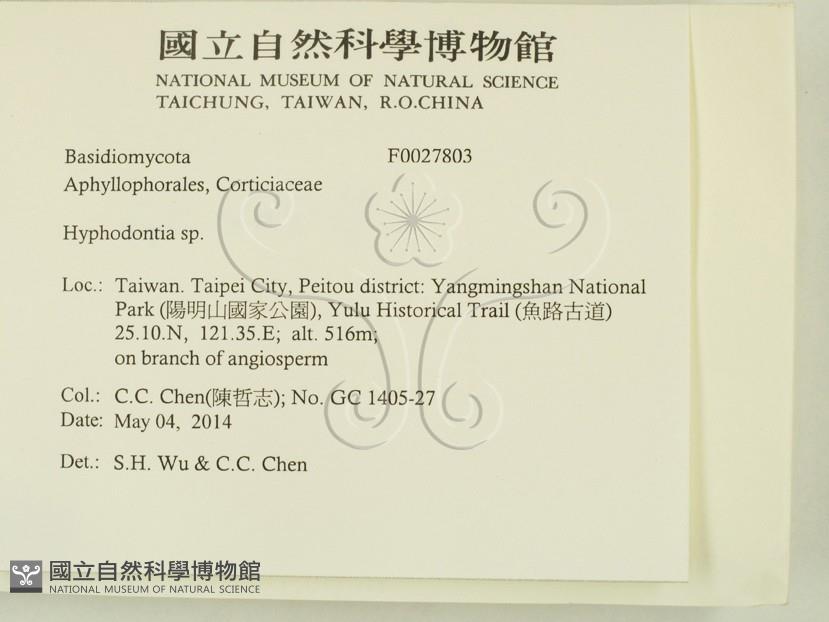 國立自然科學博物館
NATIONAL MUSEUM OF NATURAL SCIENCE
TAICHUNG, TAIWAN, R.O.CHINA
Basidiomycota F0027803
Aphyllophorales, Corticiaceae
Hyphodontia sp.
Loc.: Taiwan. Taipei City, Peitou district: Yangmingshan National
Park (陽明山國家公園), Yulu Historical Trail (魚路古道)
25.10.N, 121.35.E; alt. 516m;
on branch of angiosperm
Col.: C.C. Chen(陳哲志); No. GC 1405-27
Date: May 04, 2014
Det.: S.H. Wu & C.C. Chen
國立自然科學博物館
NATIONAL MUSEUM OF NATURAL SCIENCE